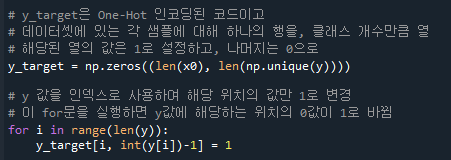 # y_target은 One-Hot 인코딩된 코드이고
# 데이터셋에 있는 각 샘플에 대해 하나의 행을, 클래스 개수만큼 열
# 해당된 열의 값은 1로 설정하고, 나머지는 0으로
y_target = np.zeros((len(x0), len(np.unique(y))))
# y 값을 인덱스로 사용하여 해당 위치의 값만 1로 변경
# 이 for문을 실행하면 y값에 해당하는 위치의 0값이 1로 바뀜
for i in range(len(y)):
    y_target[i, int(y[i])-1] = 1